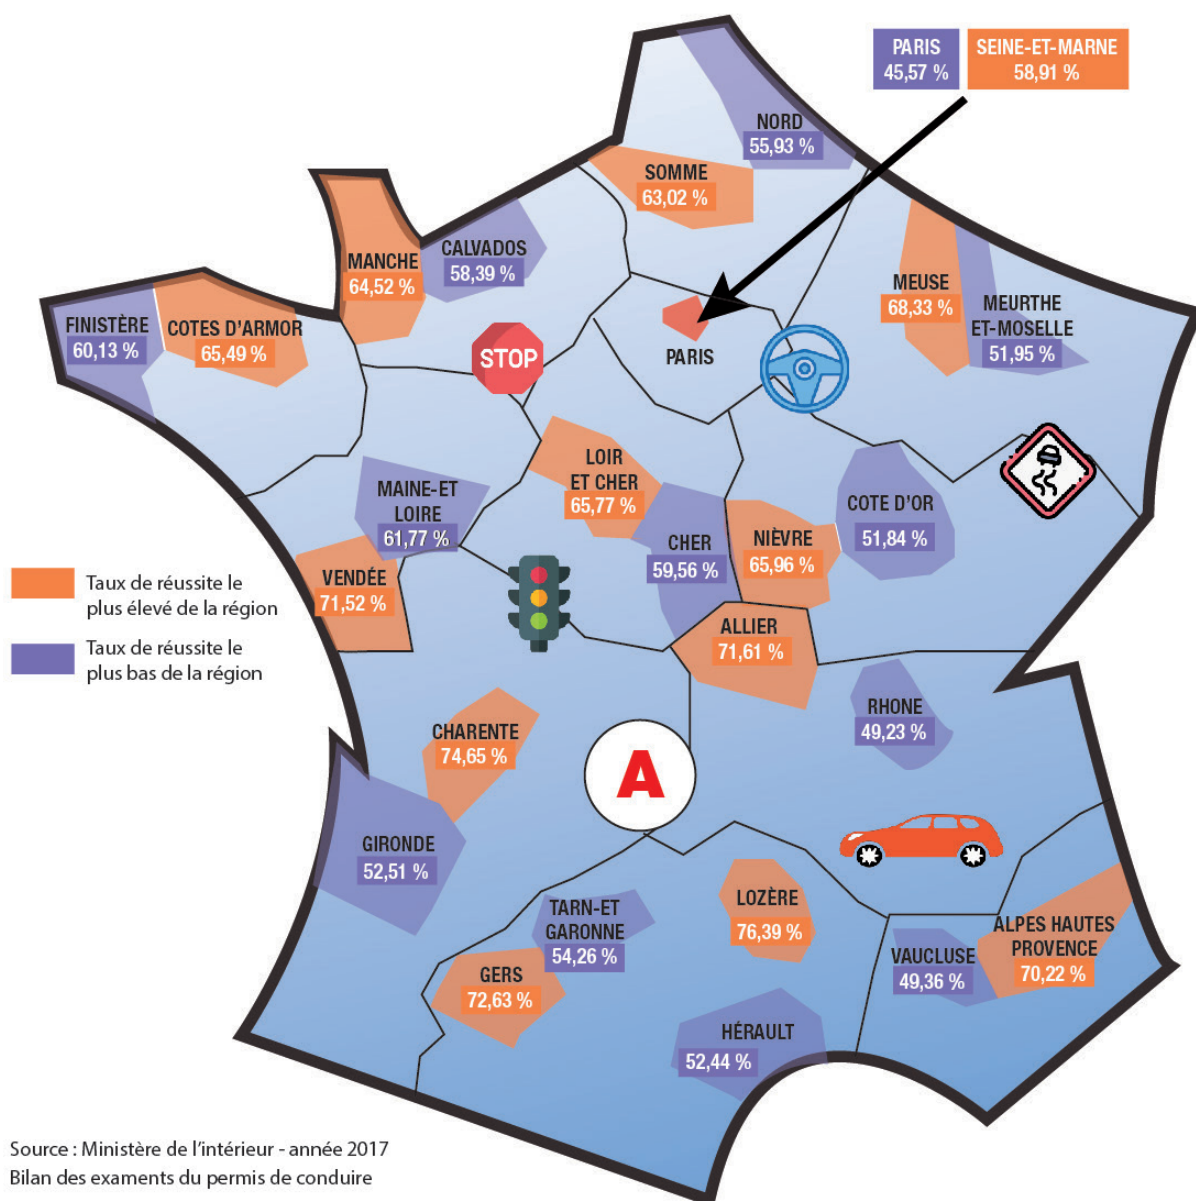 PARIS
45,57 %
SEINE-ET-MARNE
58,91 %
NORD
55,93 %
SOMME
63,02 %
MANCHE
64,52 %
CALVADOS
58,39 %
MEUSE
68,33 %
MEURTHE
ET-MOSELLE
51,95 %
FINISTÈRE
60,13 %
COTES D'ARMOR
65,49 %
STOP
PARIS
LOIR
ET CHER
65,77 %
MAINE-ET
LOIRE
61,77 %
CHER
59,56 %
NIÈVRE
65,96 %
COTE D'OR
51,84 %
VENDÉE
71,52 %
Taux de réussite le
plus élevé de la région
Taux de réussite le
plus bas de la région
ALLIER
71,61 %
RHONE
49,23 %
CHARENTE
74,65 %
A
GIRONDE
52,51 %
TARN-ET
GARONNE
54,26 %
LOZÈRE
76,39 %
GERS
72,63 %
VAUCLUSE
49,36 %
ALPES HAUTES
PROVENCE
70,22 %
HÉRAULT
52,44 %
Source : Ministère de l'intérieur - année 2017
Bilan des examents du permis de conduire